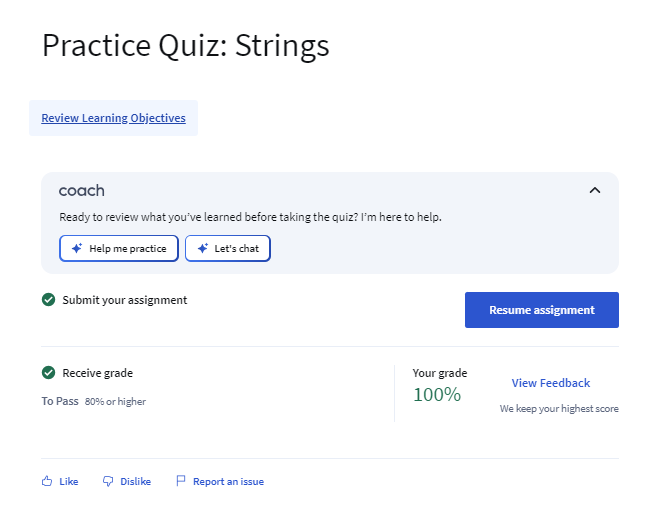 Practice Quiz: Strings
Review Learning Objectives
coach
Ready to review what you've learned before taking the quiz? I'm here to help.
Help me practice
Let's chat
Submit your assignment
Resume assignment
Receive grade
To Pass 80% or higher
Your grade
100%
View Feedback
We keep your highest score
Like
Dislike
Report an issue